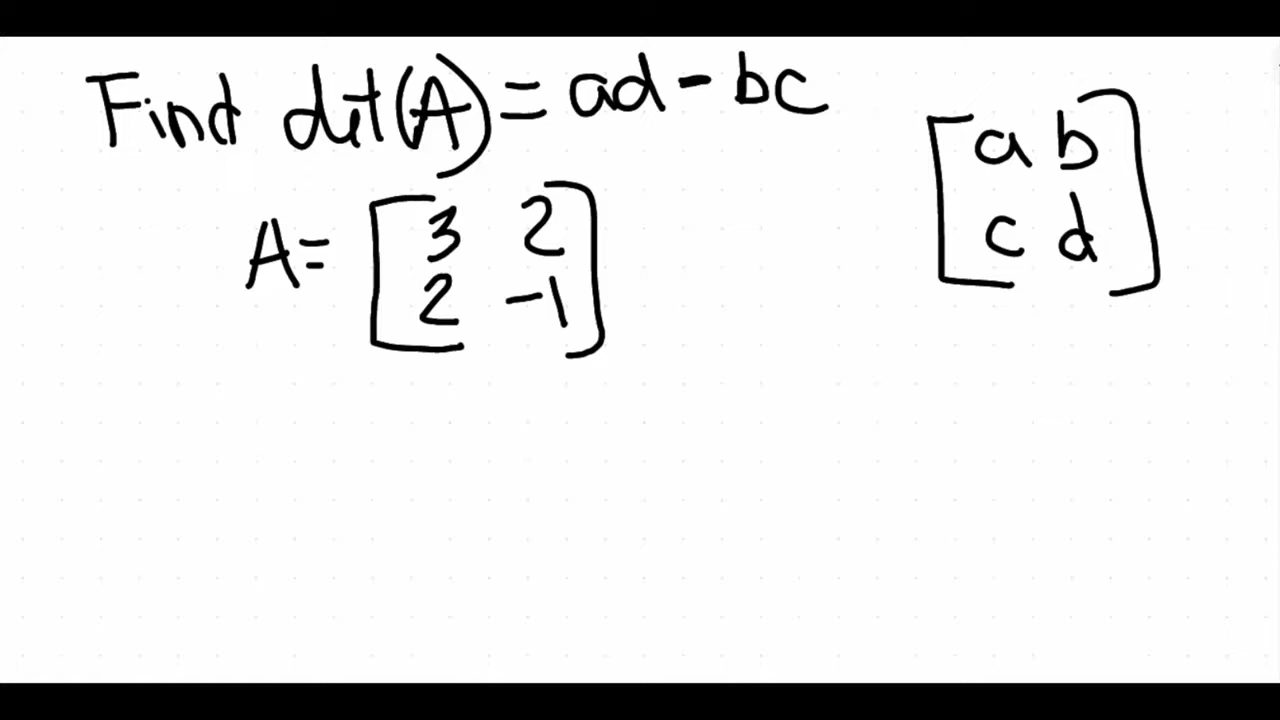 Find det(A) = ad - bc
[a b
c d]
A = [3 2
2 -1]